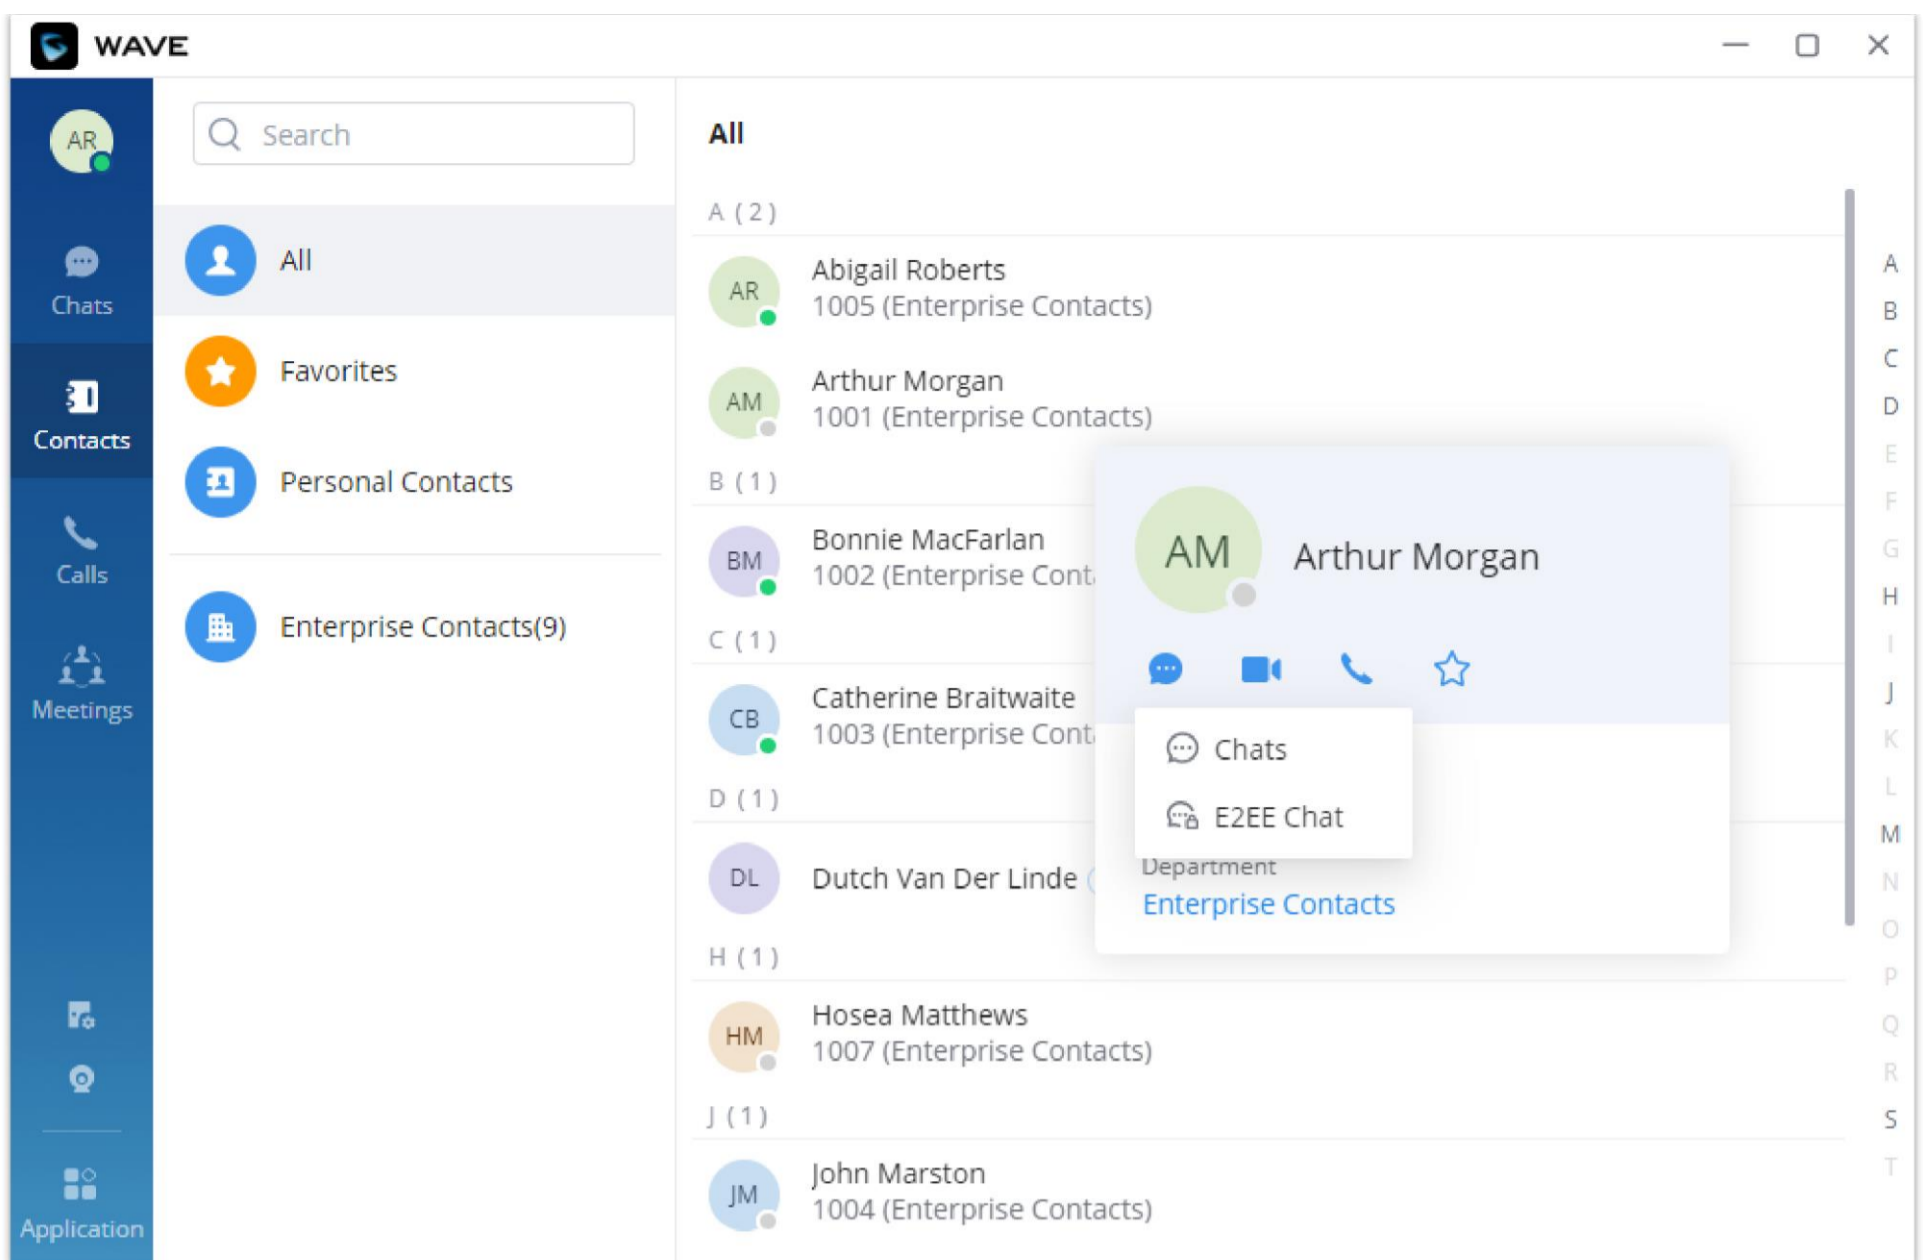 WAVE
AR
Chats
Contacts
Calls
Meetings
Application
Search
All
Favorites
Personal Contacts
Enterprise Contacts(9)
All
A (2)
AR
Abigail Roberts
1005 (Enterprise Contacts)
AM
Arthur Morgan
1001 (Enterprise Contacts)
B (1)
BM
Bonnie MacFarlan
1002 (Enterprise Cont
C (1)
CB
Catherine Braitwaite
1003 (Enterprise Cont
D (1)
DL
Dutch Van Der Linde
H (1)
HM
Hosea Matthews
1007 (Enterprise Contacts)
J (1)
JM
John Marston
1004 (Enterprise Contacts)
AM
Arthur Morgan
Chats
E2EE Chat
Department
Enterprise Contacts
A
B
C
D
E
F
G
H
I
J
K
L
M
N
O
P
Q
R
S
T